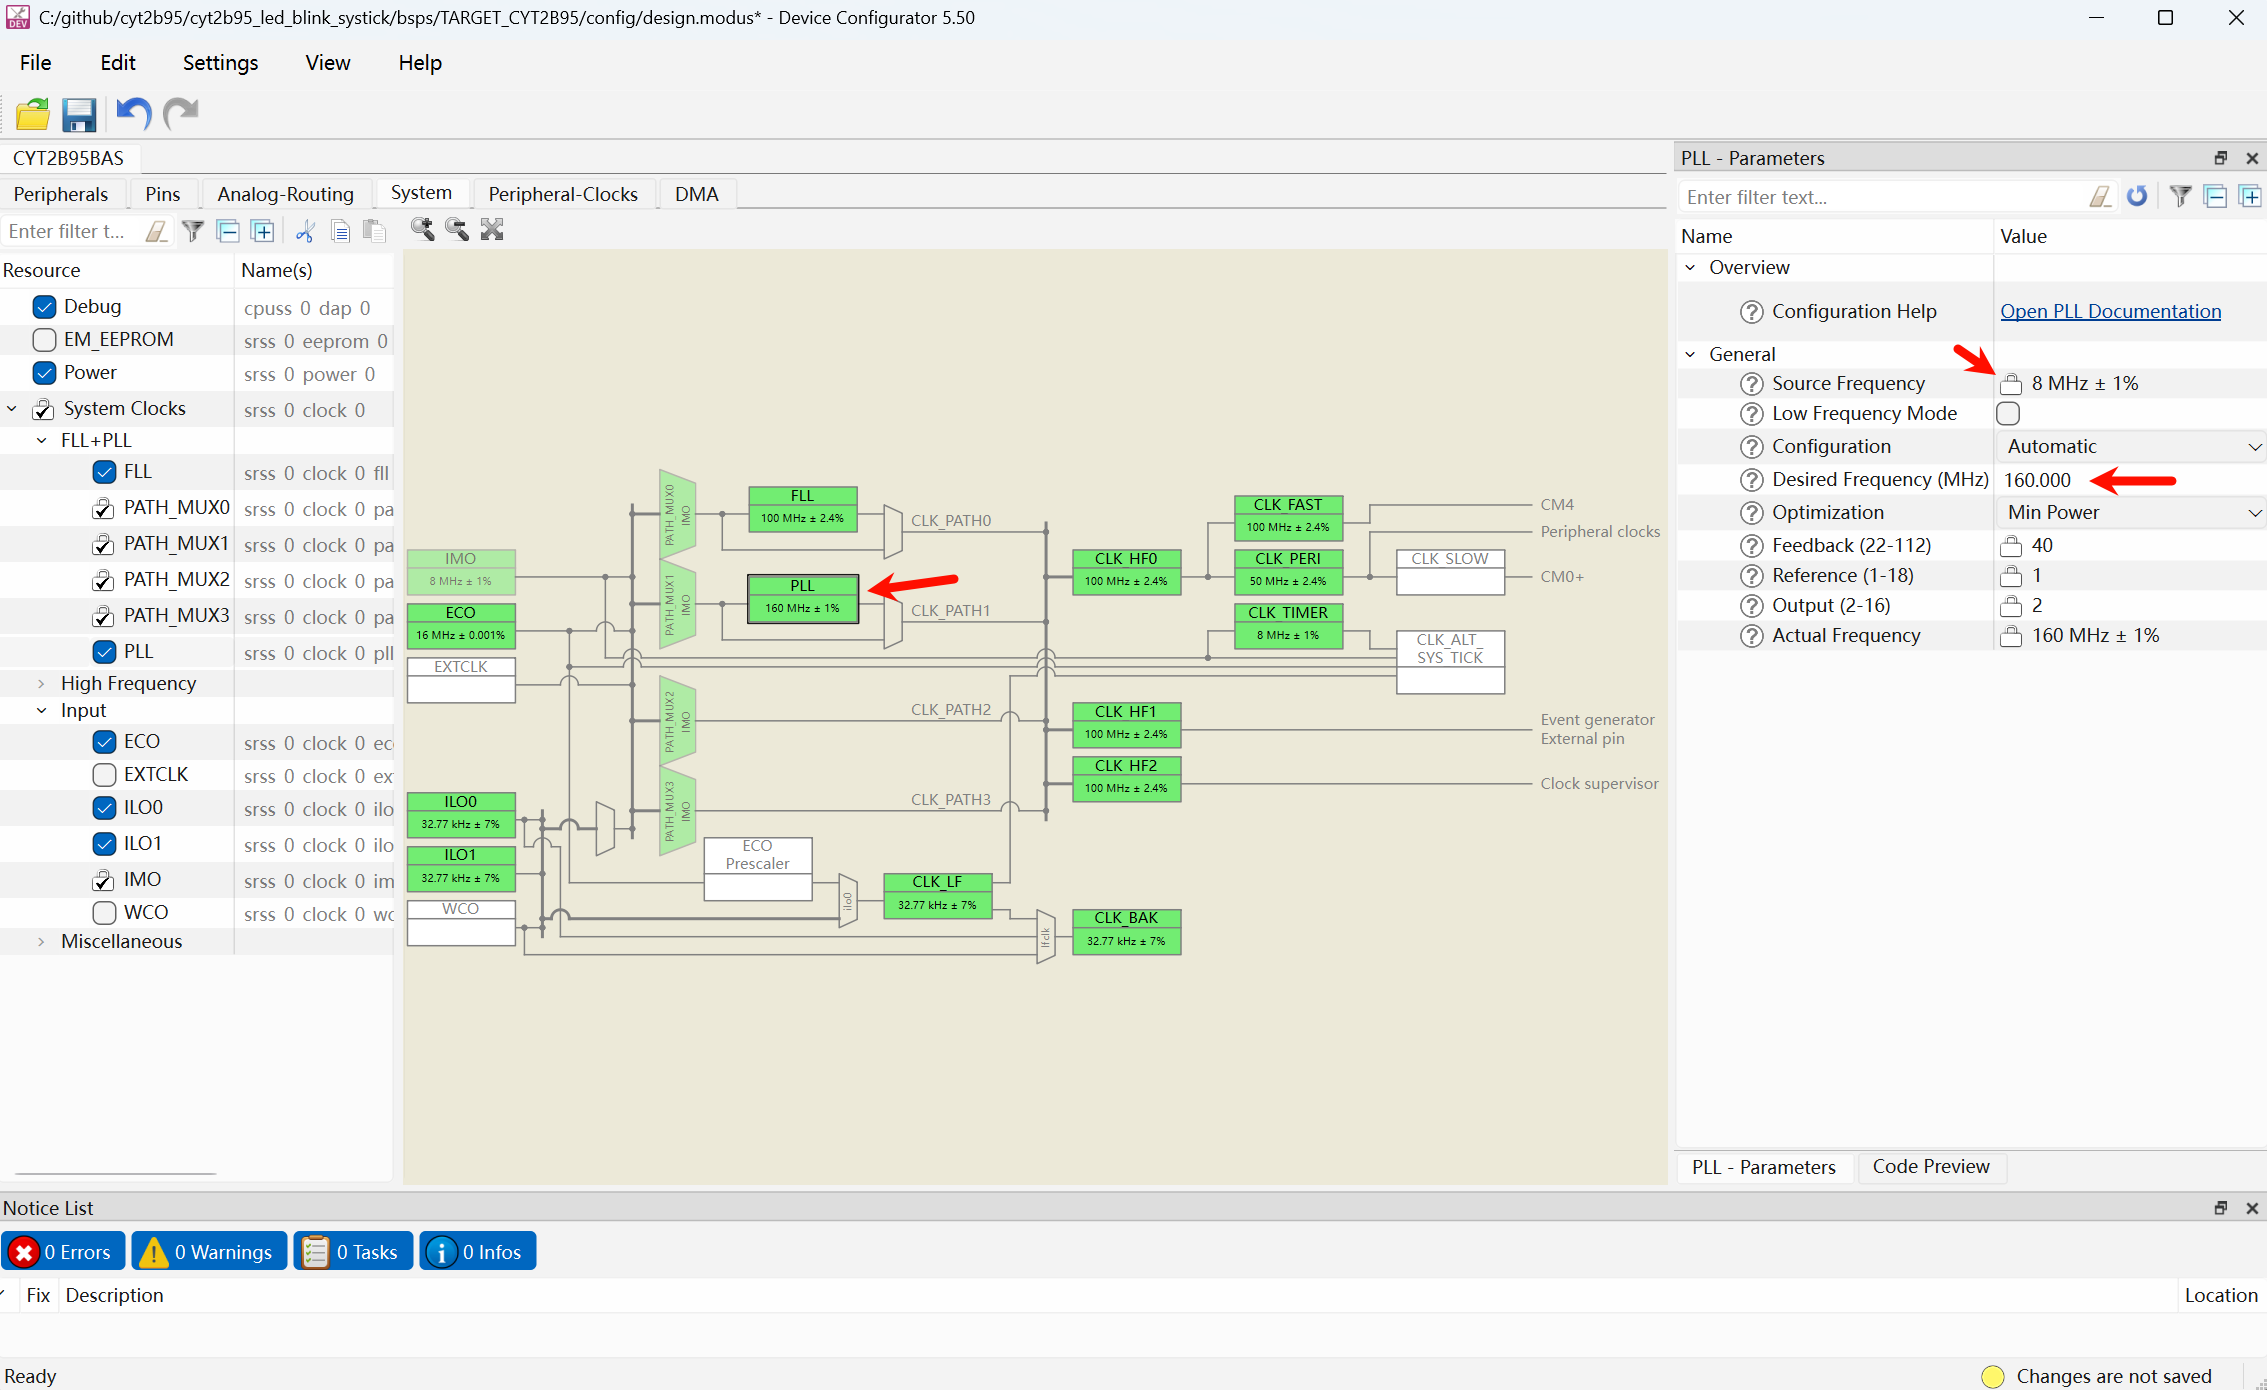 C:/github/cyt2b95/cyt2b95_led_blink_systick/bsps/TARGET_CYT2B95/config/design.modus* - Device Configurator 5.50
File Edit Settings View Help
CYT2B95BAS
Peripherals Pins Analog-Routing System Peripheral-Clocks DMA
Enter filter t...
Resource Name(s)
Debug cpuss 0 dap 0
EM_EEPROM srss 0 eeprom 0
Power srss 0 power 0
System Clocks srss 0 clock 0
FLL+PLL
FLL srss 0 clock 0 fll
PATH_MUX0 srss 0 clock 0 pa
PATH_MUX1 srss 0 clock 0 pa
PATH_MUX2 srss 0 clock 0 pa
PATH_MUX3 srss 0 clock 0 pa
PLL srss 0 clock 0 pll
High Frequency
Input
ECO srss 0 clock 0 ec
EXTCLK srss 0 clock 0 ex
ILO0 srss 0 clock 0 ilo
ILO1 srss 0 clock 0 ilo
IMO srss 0 clock 0 im
WCO srss 0 clock 0 wc
Miscellaneous
IMO
8 MHz ± 1%
ECO
16 MHz ± 0.001%
EXTCLK
ILO0
32.77 kHz ± 7%
ILO1
32.77 kHz ± 7%
WCO
PATH_MUX0
IMO
PATH_MUX1
IMO
PATH_MUX2
IMO
PATH_MUX3
IMO
FLL
100 MHz ± 2.4%
PLL
160 MHz ± 1%
CLK_PATH0
CLK_PATH1
CLK_PATH2
CLK_PATH3
ECO
Prescaler
ilo0
CLK_LF
32.77 kHz ± 7%
lfclk
CLK_BAK
32.77 kHz ± 7%
CLK_HF0
100 MHz ± 2.4%
CLK_HF1
100 MHz ± 2.4%
CLK_HF2
100 MHz ± 2.4%
CLK_FAST
100 MHz ± 2.4%
CLK_PERI
50 MHz ± 2.4%
CLK_TIMER
8 MHz ± 1%
CLK_SLOW
CLK_ALT_
SYS_TICK
CM4
Peripheral clocks
CM0+
Event generator
External pin
Clock supervisor
PLL - Parameters
Enter filter text...
Name Value
Overview
Configuration Help Open PLL Documentation
General
Source Frequency 8 MHz ± 1%
Low Frequency Mode
Configuration Automatic
Desired Frequency (MHz) 160.000
Optimization Min Power
Feedback (22-112) 40
Reference (1-18) 1
Output (2-16) 2
Actual Frequency 160 MHz ± 1%
PLL - Parameters Code Preview
Notice List
0 Errors 0 Warnings 0 Tasks 0 Infos
Fix Description Location
Ready Changes are not saved